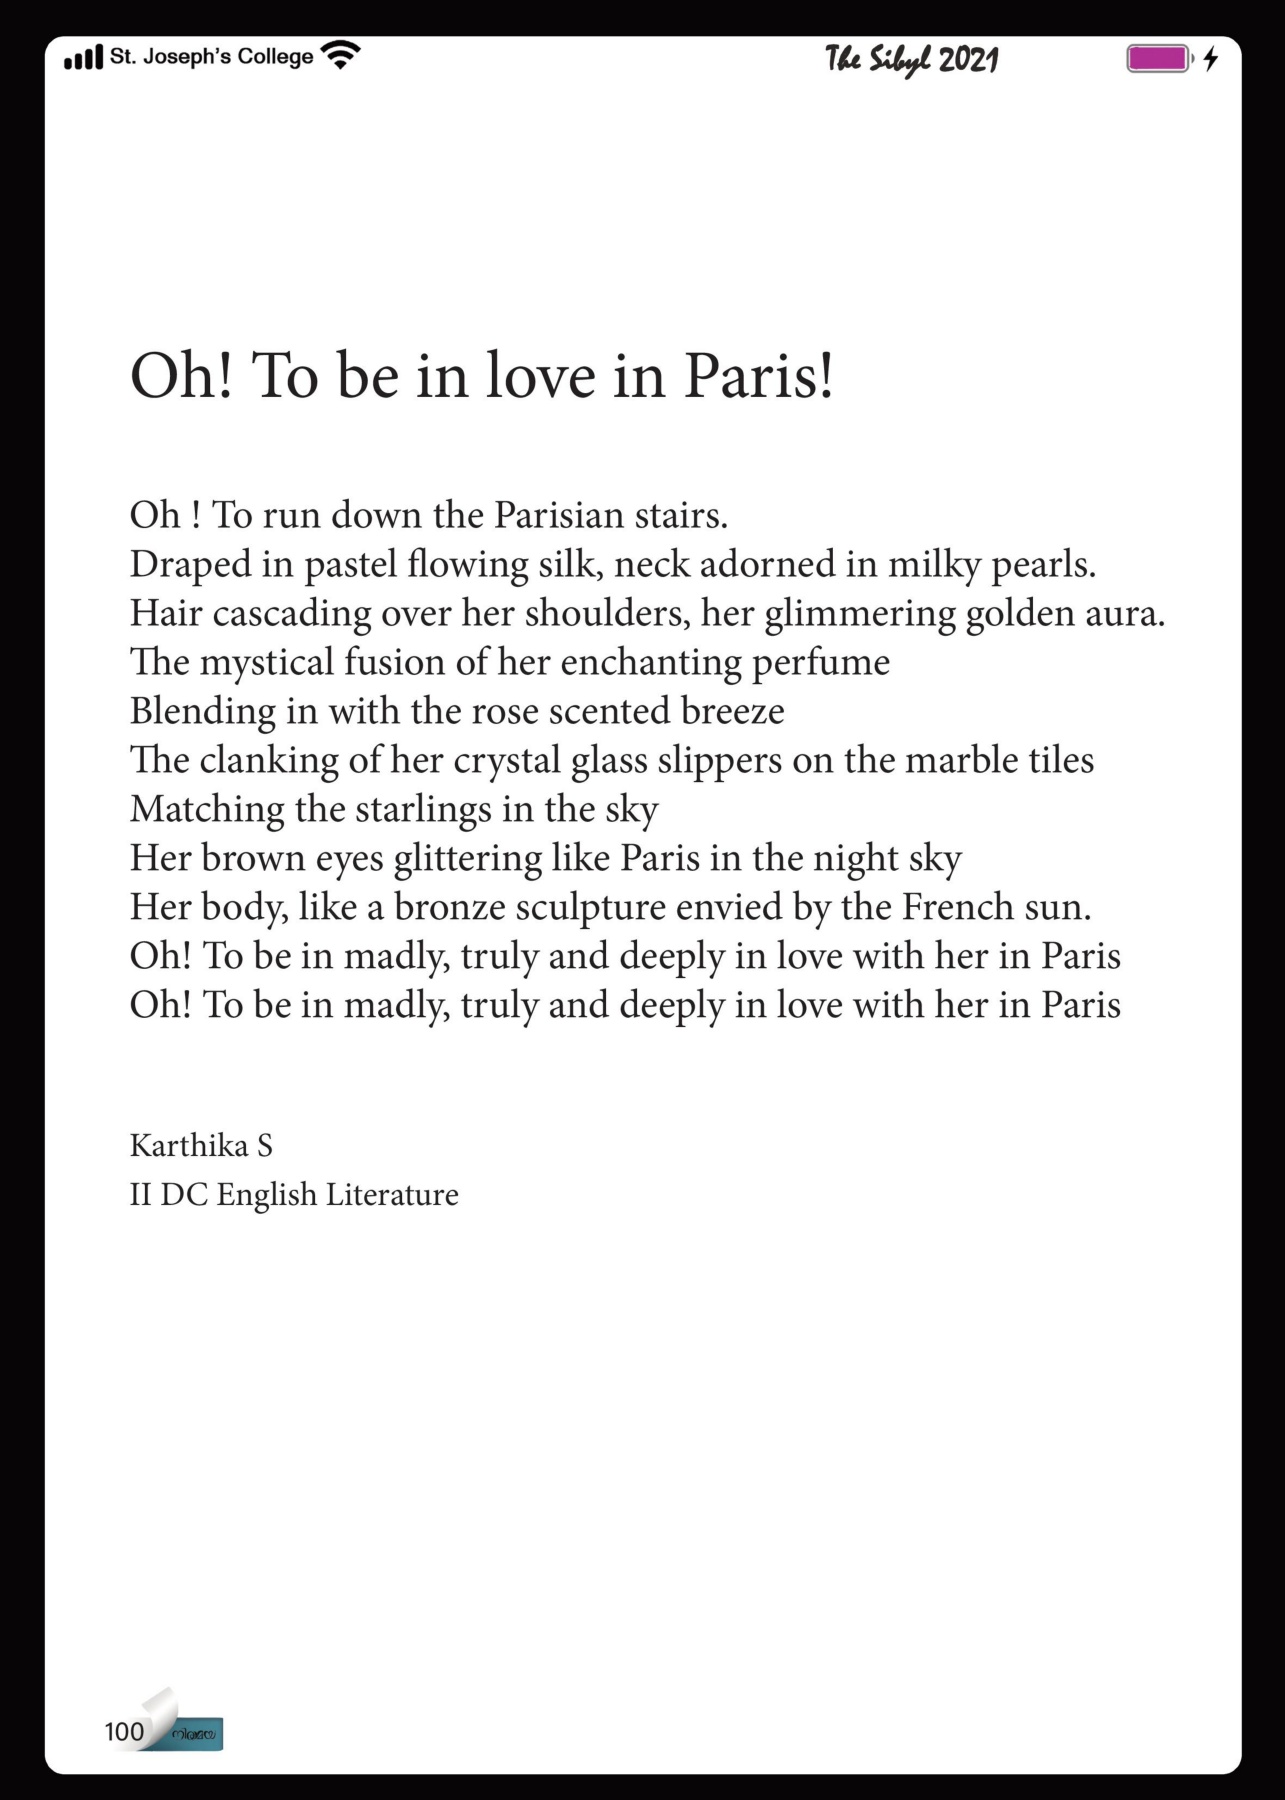 St. Joseph's College
The Sibyl 2021
Oh! To be in love in Paris!
Oh ! To run down the Parisian stairs.
Draped in pastel flowing silk, neck adorned in milky pearls.
Hair cascading over her shoulders, her glimmering golden aura.
The mystical fusion of her enchanting perfume
Blending in with the rose scented breeze
The clanking of her crystal glass slippers on the marble tiles
Matching the starlings in the sky
Her brown eyes glittering like Paris in the night sky
Her body, like a bronze sculpture envied by the French sun.
Oh! To be in madly, truly and deeply in love with her in Paris
Oh! To be in madly, truly and deeply in love with her in Paris
Karthika S
II DC English Literature
100